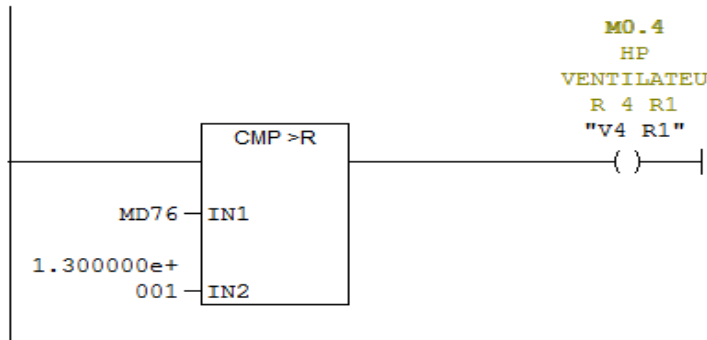 M0.4
HP
VENTILATEU
R 4 R1
"V4 R1"
CMP >R
MD76
IN1
1.300000e+
001
IN2